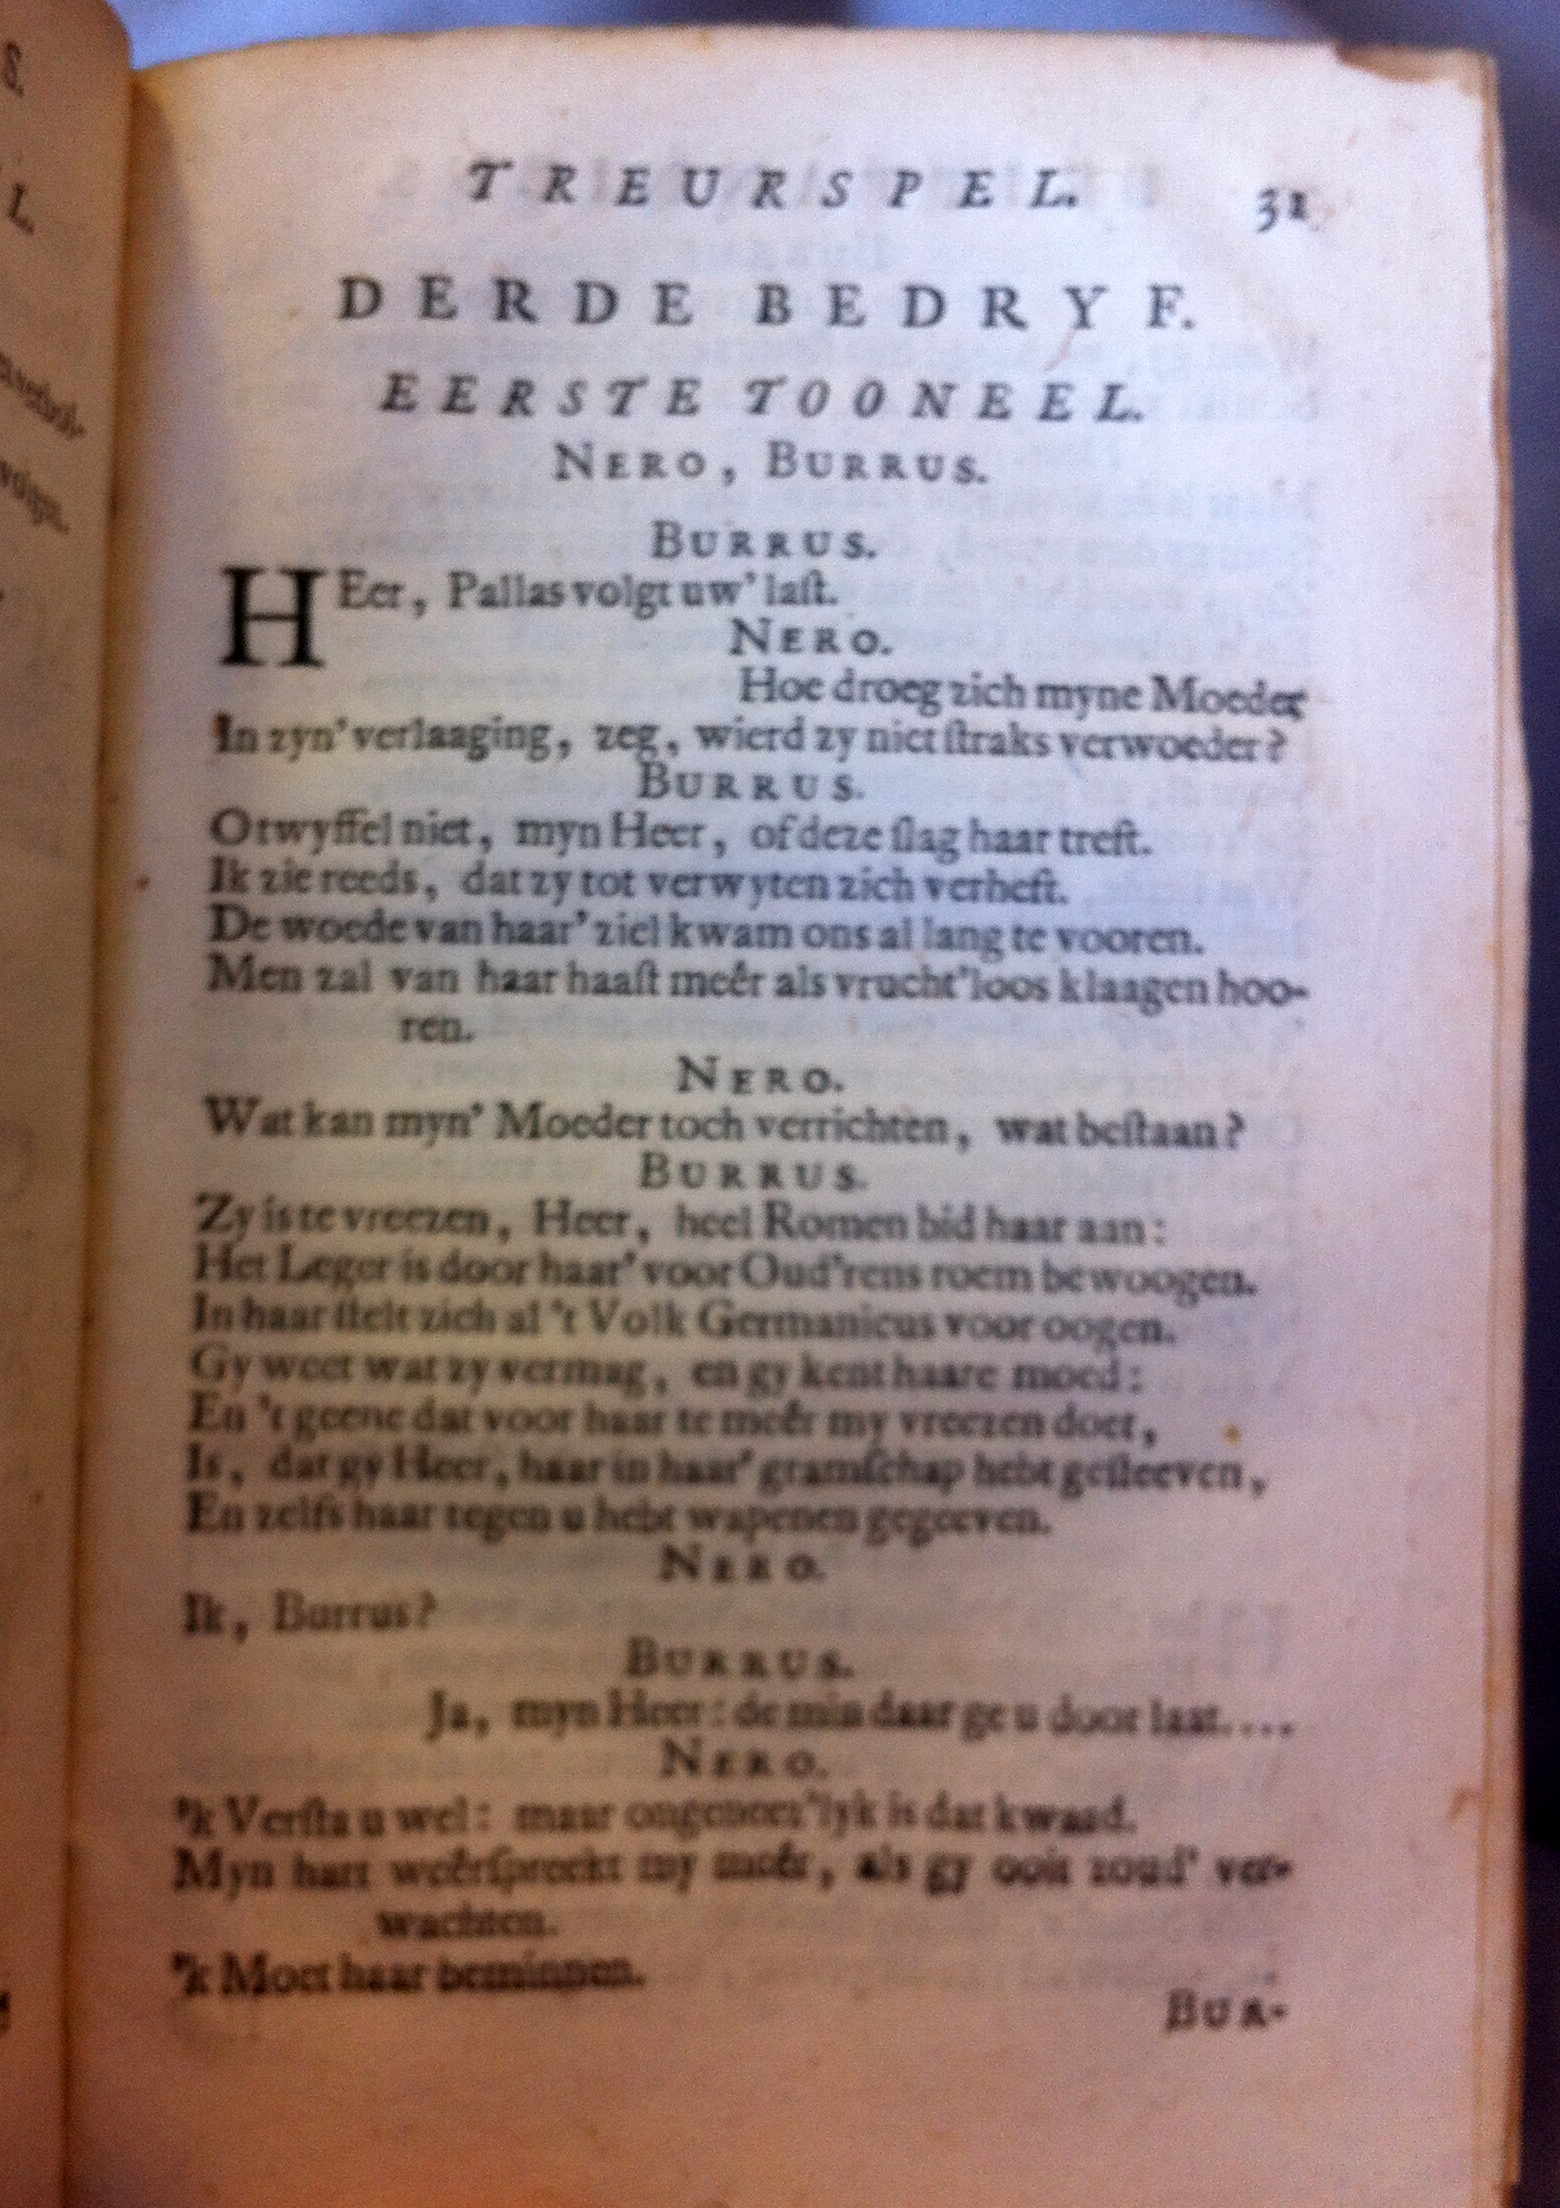 TREURSPEL. 31
DERDE BEDRYF.
EERSTE TOONEEL.
NERO, BURRUS.
BURRUS.
HEer, Pallas volgt uw' laſt.
NERO.
Hoe droeg zich myne Moeder
In zyn' verlaaging, zeg, wierd zy niet ſtraks verwoeder?
BURRUS.
O twyffel niet, myn Heer, of deze ſlag haar treft.
Ik zie reeds, dat zy tot verwyten zich verheft.
De woede van haar' ziel kwam ons al lang te vooren.
Men zal van haar haaſt meêr als vrucht'loos klaagen hoo-
ren.
NERO.
Wat kan myn' Moeder toch verrichten, wat beſtaan?
BURRUS.
Zy is te vreezen, Heer, heel Romen bid haar aan:
Het Leger is door haar' voor Oud'rens roem bewoogen.
In haar ſtelt zich al 't Volk Germanicus voor oogen.
Gy weet wat zy vermag, en gy kent haare moed:
En 't geene dat voor haar te meêr my vreezen doet,
Is, dat gy Heer, haar in haar' gramſchap hebt geſteeven,
En zelfs haar tegen u hebt wapenen gegeeven.
NERO.
Ik, Burrus?
BURRUS.
Ja, myn Heer: de min daar ge u door laat....
NERO.
'k Verſta u wel: maar ongeneez'lyk is dat kwaad.
Myn hart weêrſpreekt my meêr, als gy ooit zoud' ver-
wachten.
'k Moet haar beminnen.
BUR-
S.
L.
volgt.